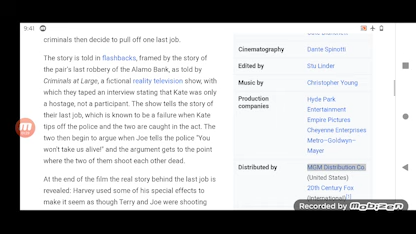 9:41
criminals then decide to pull off one last job.
The story is told in flashbacks, framed by the story of
the pair's last robbery of the Alamo Bank, as told by
Criminals at Large, a fictional reality television show, with
which they taped an interview stating that Kate was only
a hostage, not a participant. The show tells the story of
their last job, which is known to be a failure when Kate
tips off the police and the two are caught in the act. The
two then begin to argue when Joe tells the police "You
won't take us alive!" and the argument gets to the point
where the two of them shoot each other dead.
At the end of the film the real story behind the last job is
revealed: Harvey used some of his special effects to
make it seem as though Terry and Joe were shooting
Cinematography Dante Spinotti
Edited by Stu Linder
Music by Christopher Young
Production companies
Hyde Park
Entertainment
Empire Pictures
Cheyenne Enterprises
Metro-Goldwyn-
Mayer
Distributed by MGM Distribution Co.
(United States)
20th Century Fox
(International)
Recorded by MOBIZEN